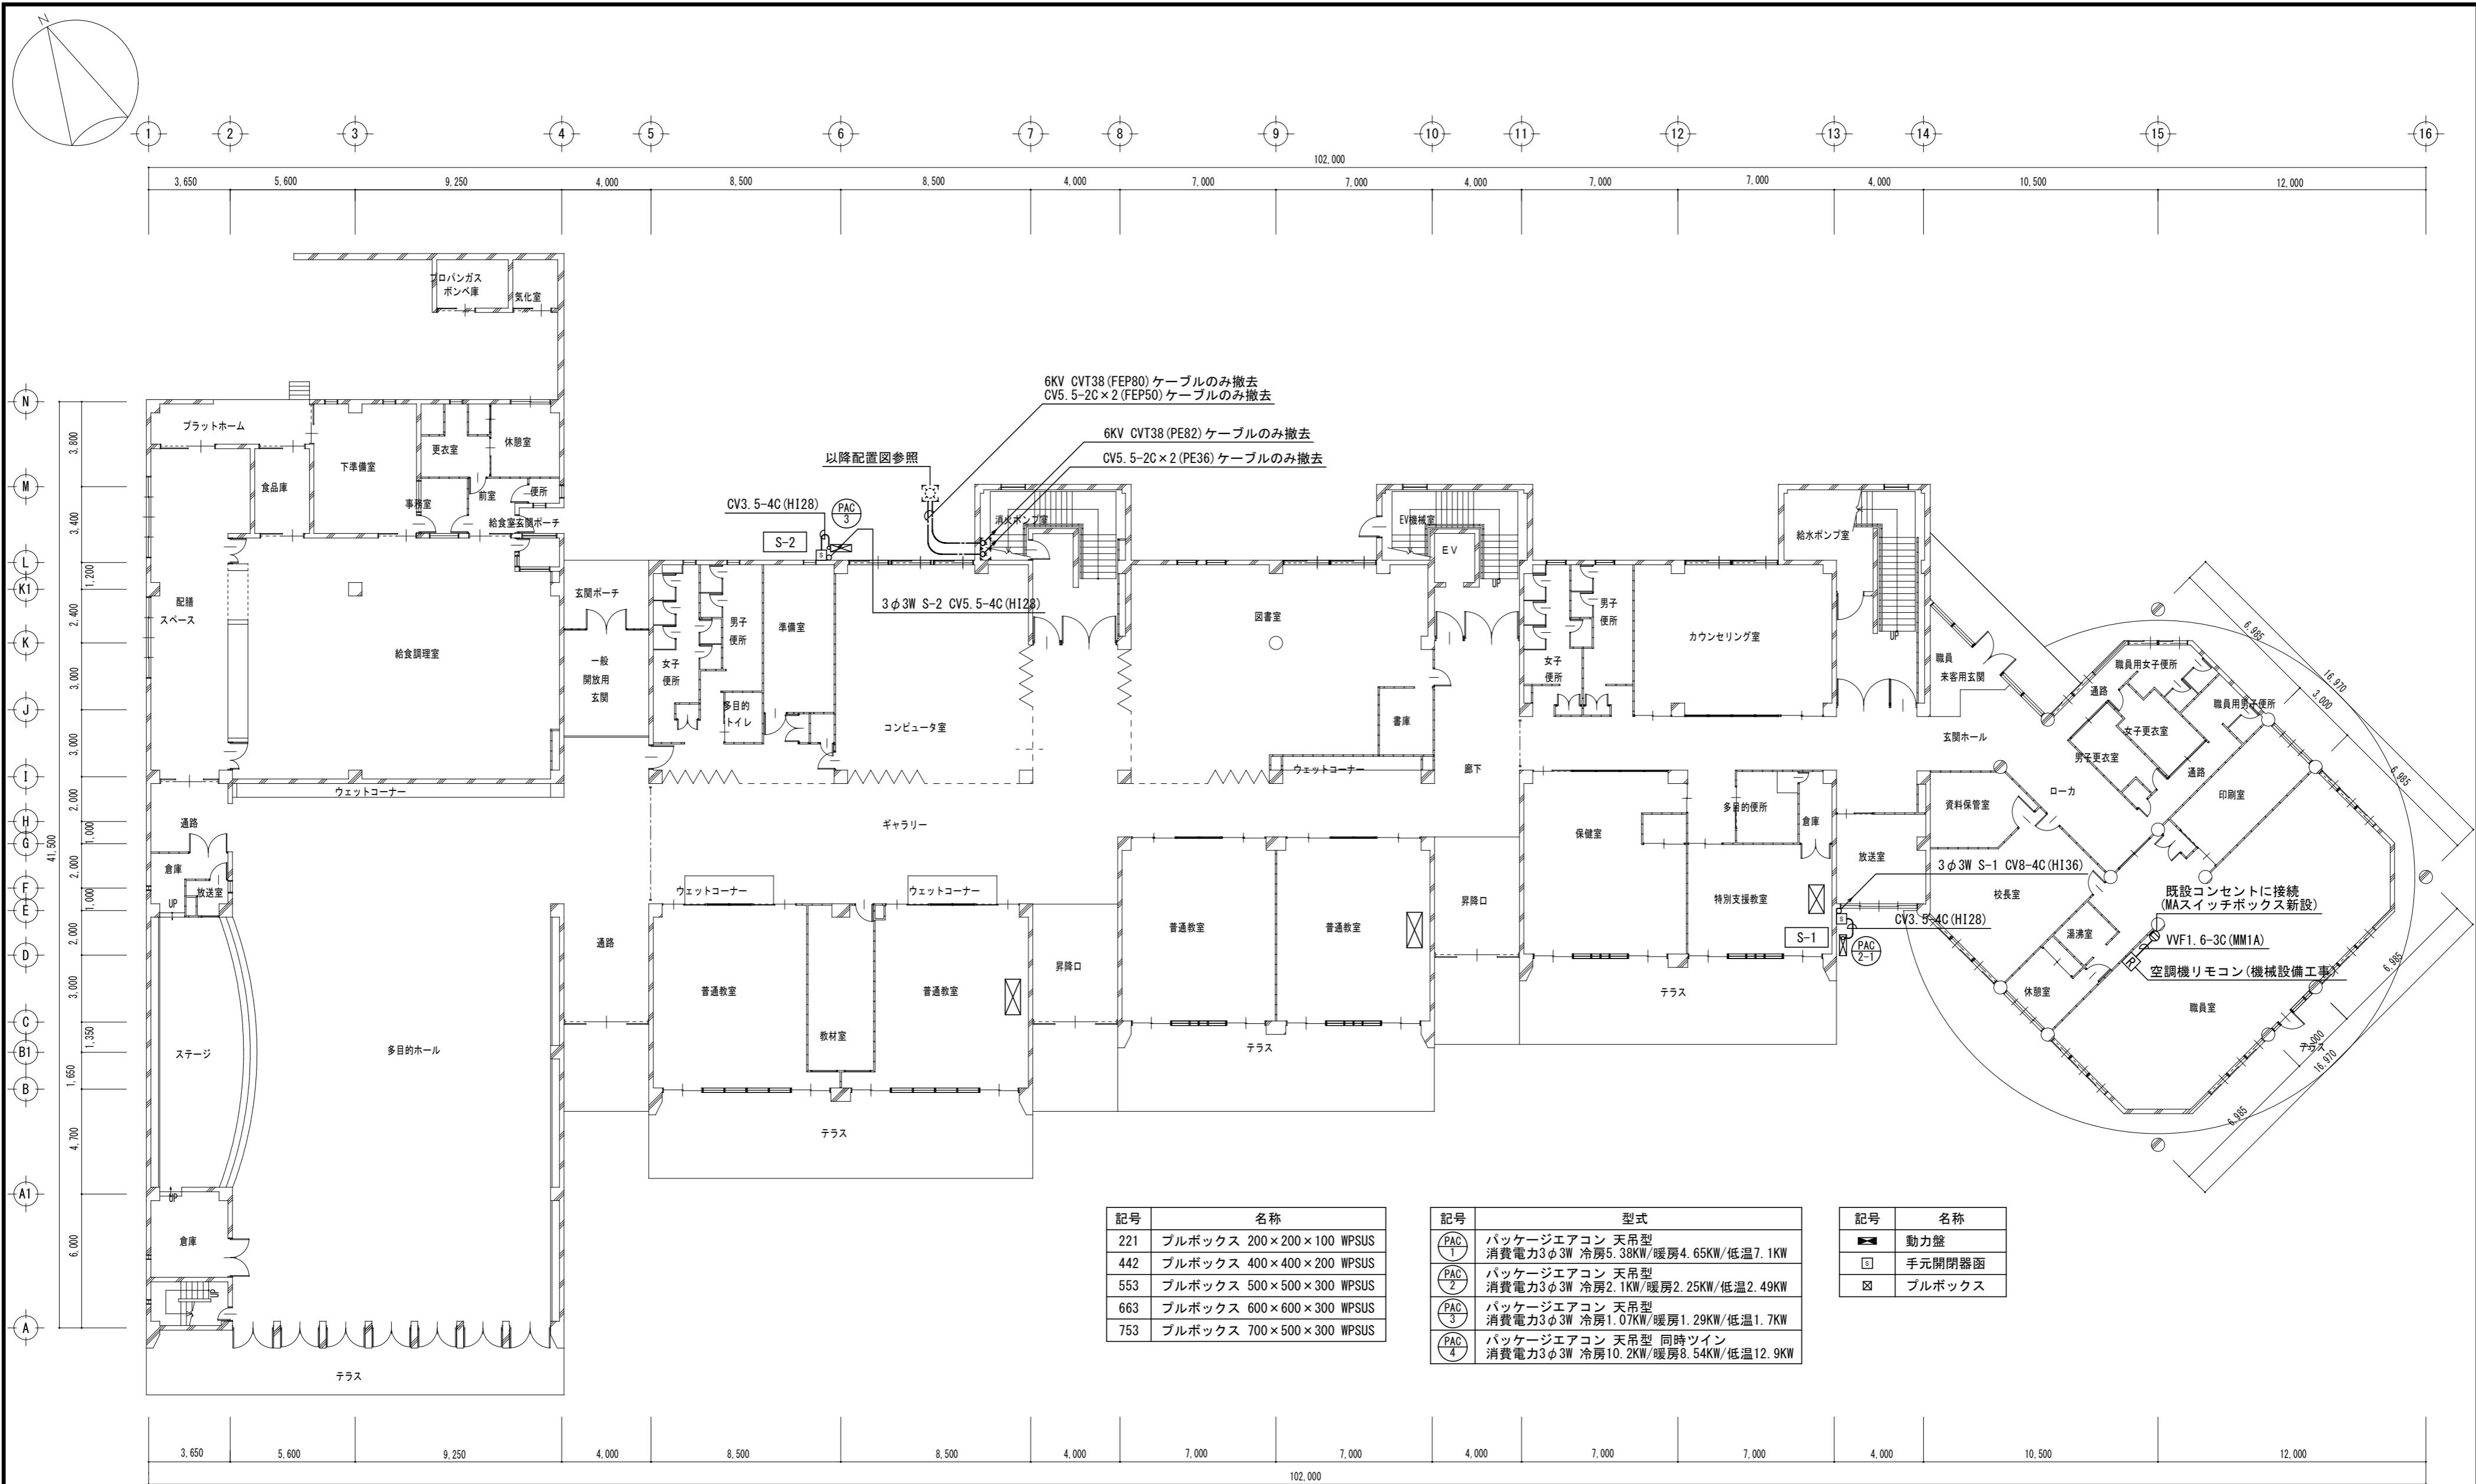 N
1 2 3 4 5 6 7 8 9 10 11 12 13 14 15 16
102,000
3,650 5,600 9,250 4,000 8,500 8,500 4,000 7,000 7,000 4,000 7,000 7,000 4,000 10,500 12,000
プロパンガス
ボンベ庫
気化室
6KV CVT38(FEP80)ケーブルのみ撤去
CV5.5-2C×2(FEP50)ケーブルのみ撤去
6KV CVT38(PE82)ケーブルのみ撤去
CV5.5-2C×2(PE36)ケーブルのみ撤去
以降配置図参照
CV3.5-4C(HI28)
PAC
3
S-2
S
3φ3W S-2 CV5.5-4C(HI28)
N
M
L
K1
K
J
I
H
G
F
E
D
C
B1
B
A1
A
41,500
3,800
3,400
1,200
2,400
3,000
3,000
2,000
1,000
2,000
1,000
2,000
3,000
1,350
1,650
4,700
6,000
プラットホーム
食品庫
下準備室
更衣室
休憩室
事務室
前室
便所
給食室玄関ポーチ
配膳
スペース
給食調理室
ウェットコーナー
玄関ポーチ
一般
開放用
玄関
女子
便所
男子
便所
多目的
トイレ
準備室
コンピュータ室
消火ポンプ室
図書室
書庫
ウェットコーナー
EV機械室
EV
UP
廊下
女子
便所
男子
便所
カウンセリング室
給水ポンプ室
UP
職員
来客用玄関
玄関ホール
通路
職員用女子便所
職員用男子便所
女子更衣室
男子更衣室
通路
印刷室
ローカ
資料保管室
6,985
16,970
3,000
6,985
通路
倉庫
放送室
UP
ステージ
多目的ホール
UP
倉庫
UP
テラス
ギャラリー
ウェットコーナー
ウェットコーナー
通路
普通教室
教材室
普通教室
テラス
昇降口
普通教室
普通教室
テラス
昇降口
保健室
多目的便所
倉庫
特別支援教室
テラス
放送室
3φ3W S-1 CV8-4C(HI36)
S
CV3.5-4C(HI28)
S-1
PAC
2-1
校長室
既設コンセントに接続
(MAスイッチボックス新設)
VVF1.6-3C(MM1A)
R
空調機リモコン(機械設備工事)
湯沸室
休憩室
職員室
テラス
6,985
3,000
16,970
6,985
記号 名称
221 プルボックス 200×200×100 WPSUS
442 プルボックス 400×400×200 WPSUS
553 プルボックス 500×500×300 WPSUS
663 プルボックス 600×600×300 WPSUS
753 プルボックス 700×500×300 WPSUS
記号 型式
PAC 1 パッケージエアコン 天吊型
消費電力3φ3W 冷房5.38KW/暖房4.65KW/低温7.1KW
PAC 2 パッケージエアコン 天吊型
消費電力3φ3W 冷房2.1KW/暖房2.25KW/低温2.49KW
PAC 3 パッケージエアコン 天吊型
消費電力3φ3W 冷房1.07KW/暖房1.29KW/低温1.7KW
PAC 4 パッケージエアコン 天吊型 同時ツイン
消費電力3φ3W 冷房10.2KW/暖房8.54KW/低温12.9KW
記号 名称
動力盤
S 手元開閉器函
プルボックス
3,650 5,600 9,250 4,000 8,500 8,500 4,000 7,000 7,000 4,000 7,000 7,000 4,000 10,500 12,000
102,000